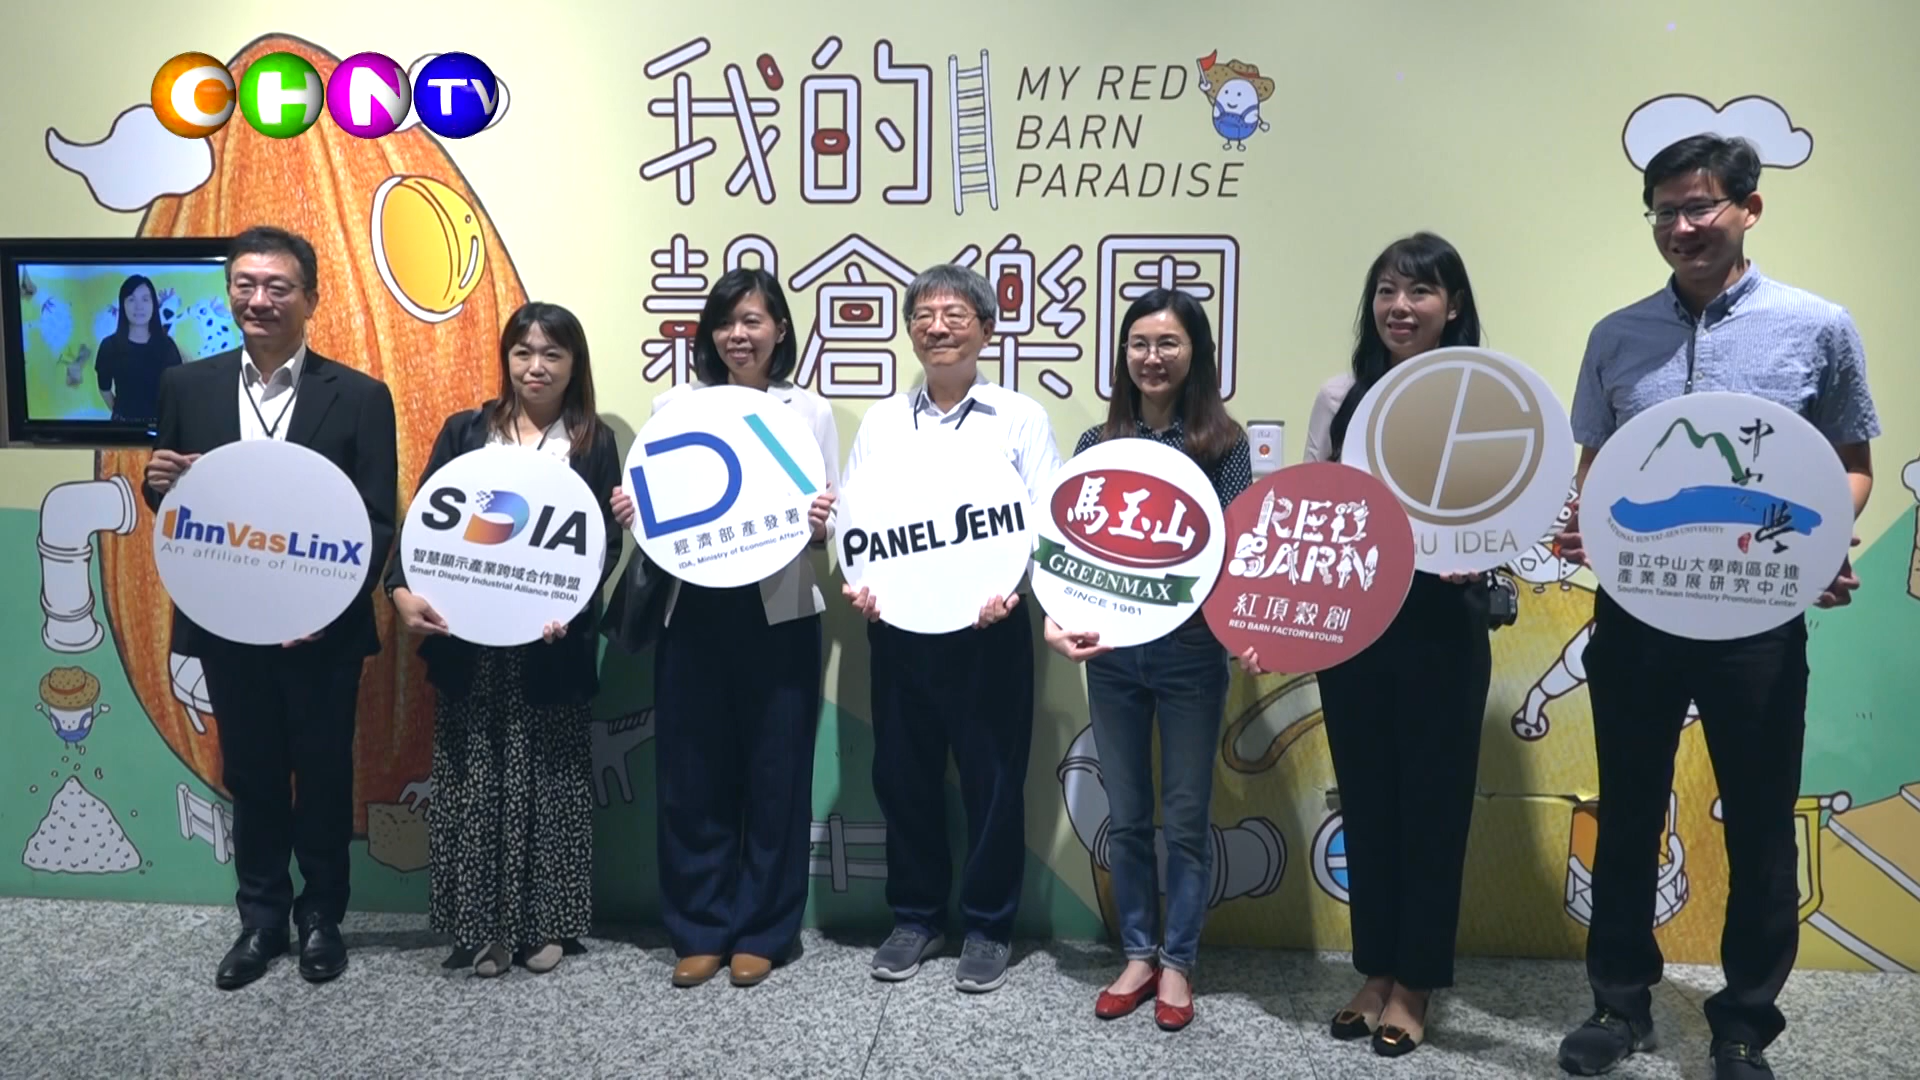 CHNTV
我的
MY RED
BARN
PARADISE
穀倉樂園
InnVasLinX
An affiliate of Innolux
SDIA
智慧顯示產業跨域合作聯盟
Smart Display Industrial Alliance (SDIA)
經濟部產發署
IDA, Ministry of Economic Affairs
PANEL SEMI
馬玉山
GREENMAX
SINCE 1961
RED
BARN
紅頂穀創
RED BARN FACTORY&TOURS
GU IDEA
中山大學
NATIONAL SUN YAT-SEN UNIVERSITY
國立中山大學南區促進
產業發展研究中心
Southern Taiwan Industry Promotion Center